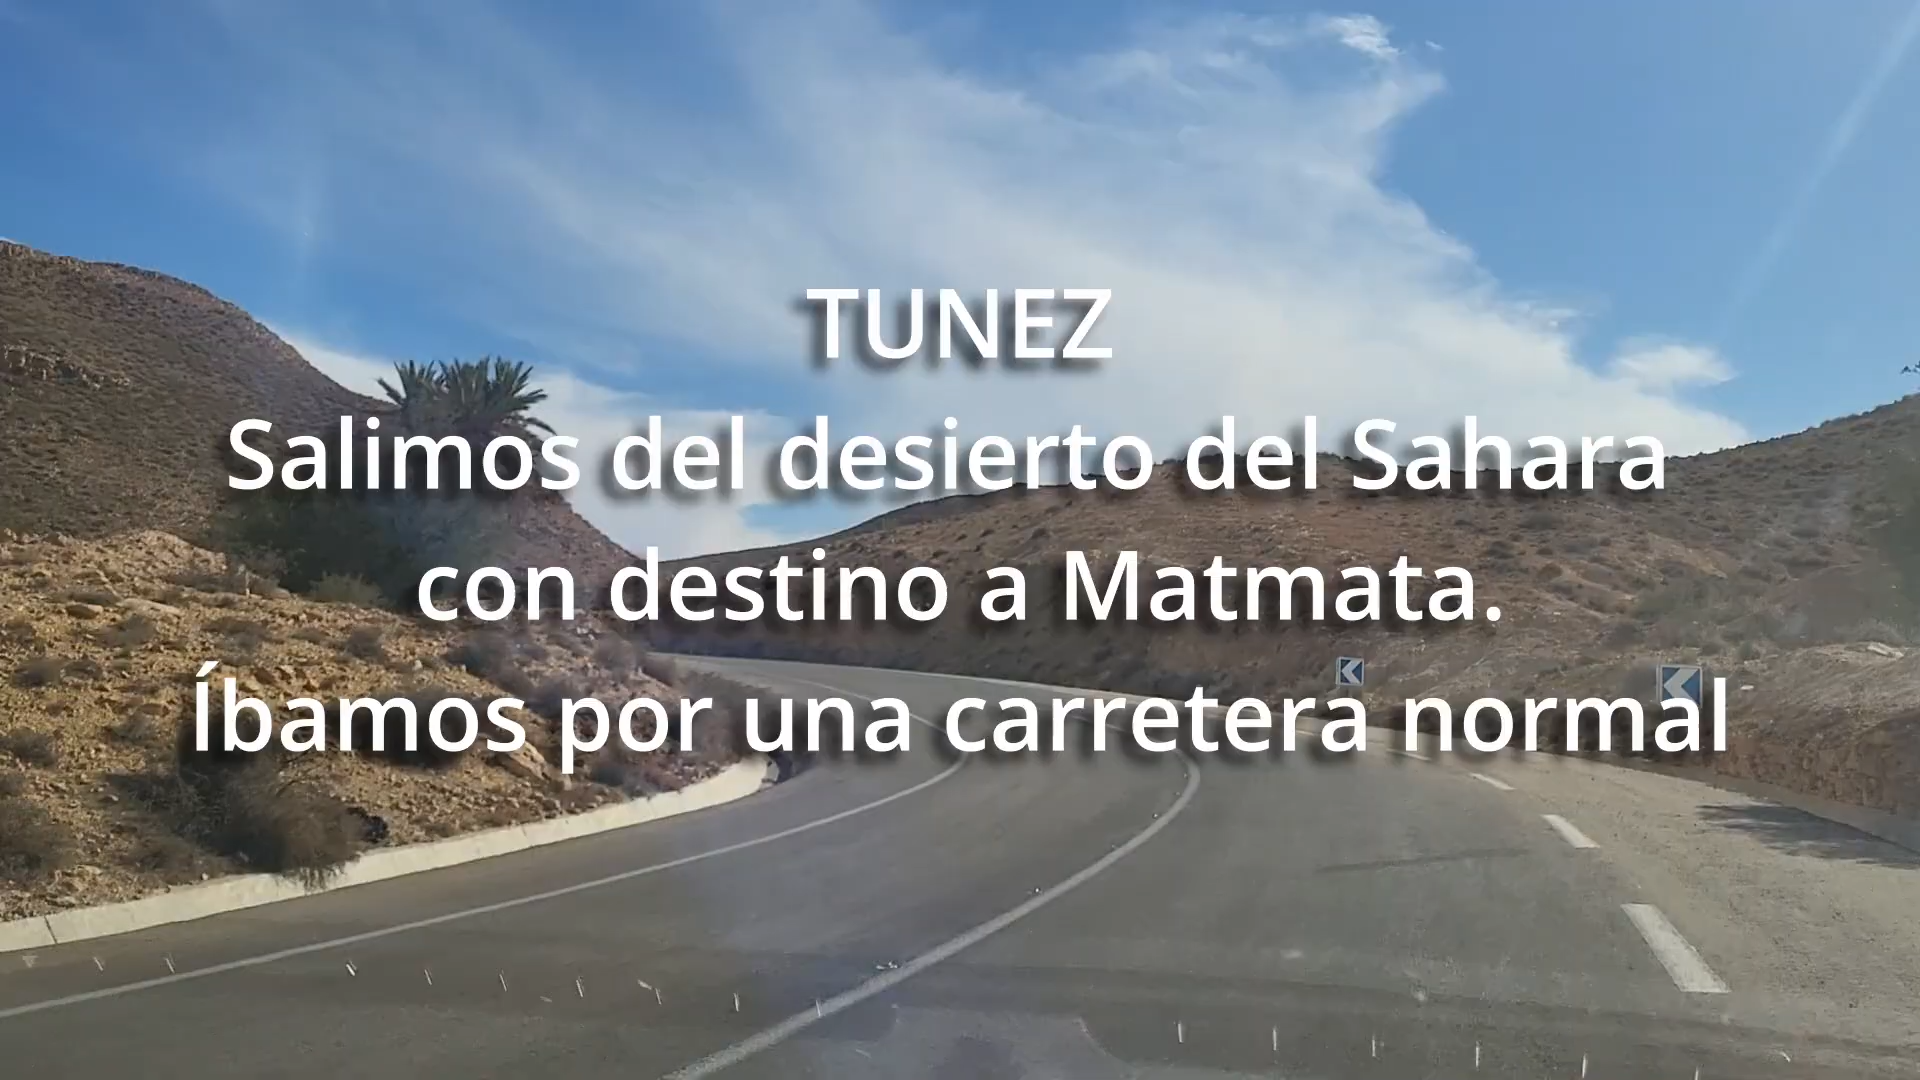 TUNEZ
Salimos del desierto del Sahara
con destino a Matmata.
Íbamos por una carretera normal